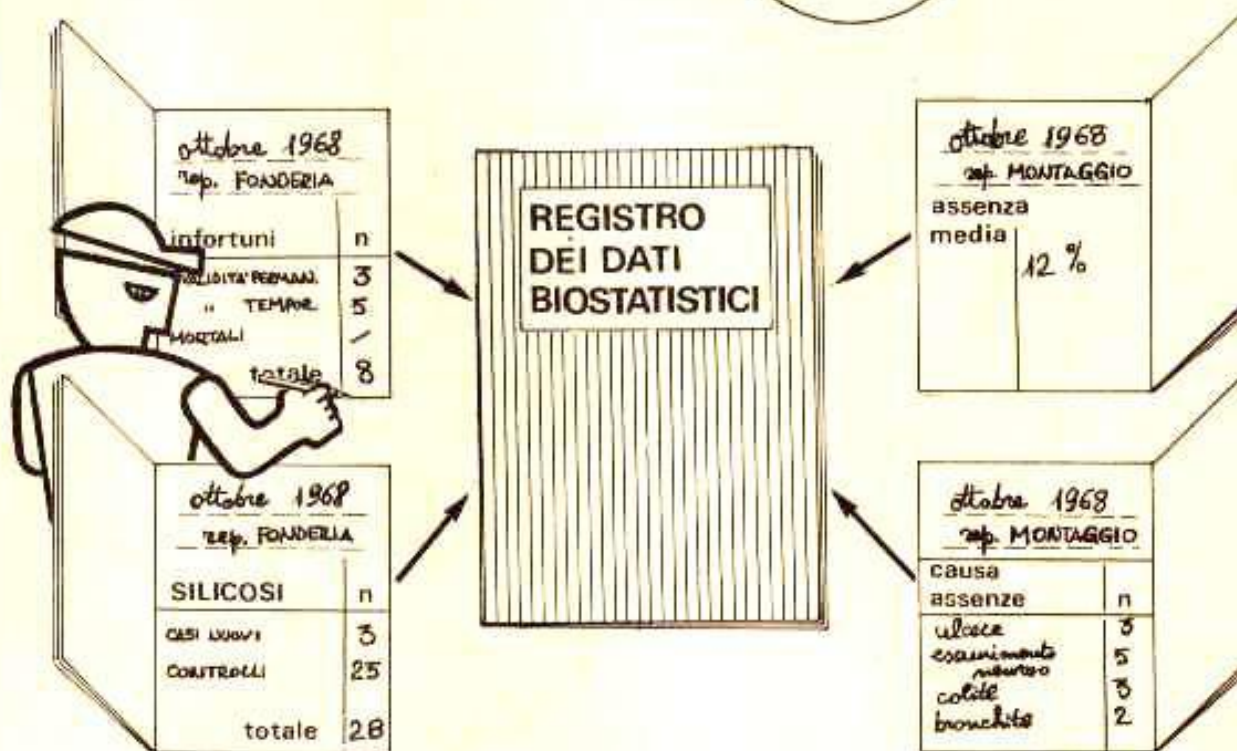 ottobre 1968
rep. FONDERIA
infortuni n
PERMAN. 3
" TEMPOR. 5
MORTALI /
totale 8
ottobre 1968
rep. FONDERIA
SILICOSI n
CASI NUOVI 3
CONTROLLI 25
totale 28
REGISTRO
DEI DATI
BIOSTATISTICI
ottobre 1968
rep. MONTAGGIO
assenza
media
12 %
ottobre 1968
rep. MONTAGGIO
causa
assenze n
ulcere 3
esaurimento 5
nervoso
colite 3
bronchite 2